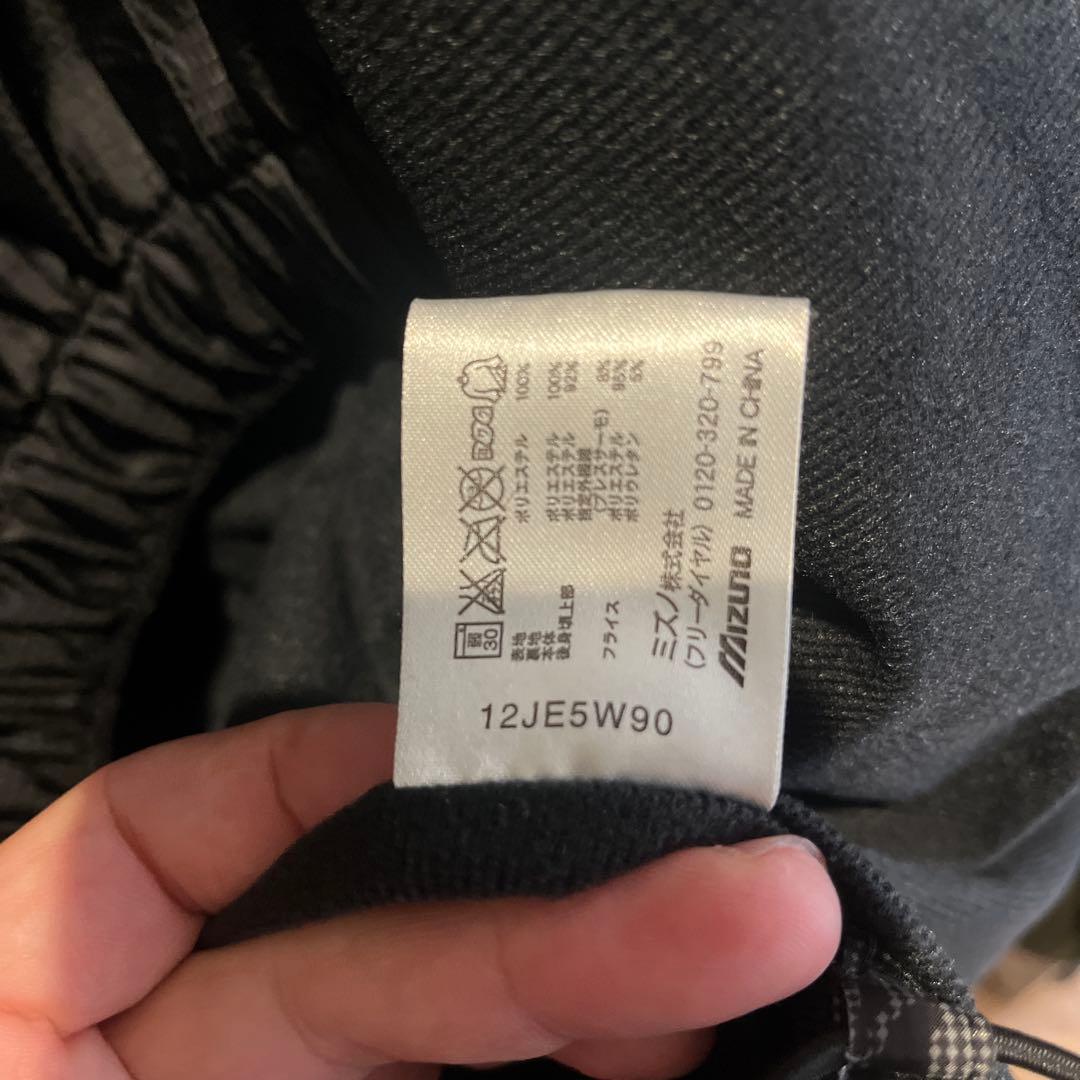 弱
30
表地 ポリエステル 100%
裏地
本体 ポリエステル 100%
後身頃上部 ポリエステル 92%
指定外繊維
(ブレスサーモ) 8%
フライス ポリエステル 95%
ポリウレタン 5%
ミズノ株式会社
(フリーダイヤル) 0120-320-799
Mizuno MADE IN CHINA
12JE5W90